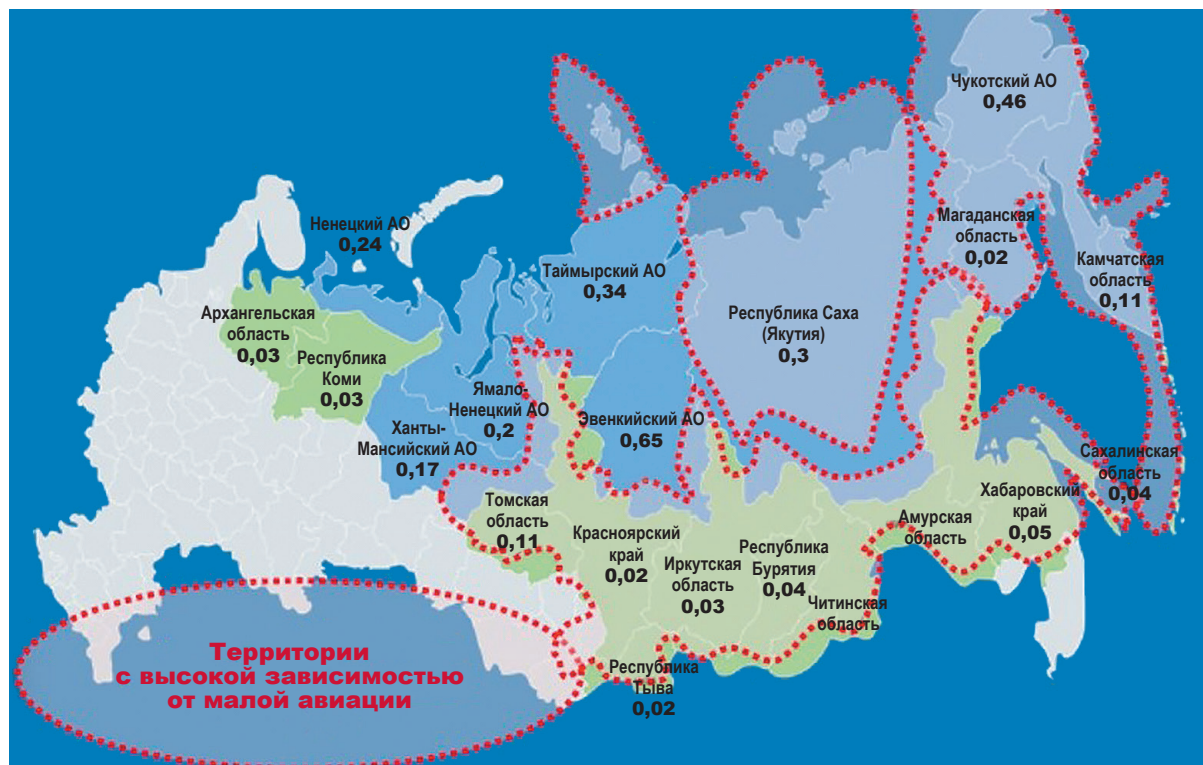 Чукотский АО
0,46
Ненецкий АО
0,24
Магаданская
область
0,02
Камчатская
область
0,11
Таймырский АО
0,34
Архангельская
область
0,03
Республика Саха
(Якутия)
0,3
Республика
Коми
0,03
Ямало-
Ненецкий АО
0,2
Ханты-
Мансийский АО
0,17
Эвенкийский АО
0,65
Сахалинская
область
0,04
Томская
область
0,11
Хабаровский
край
0,05
Амурская
область
Красноярский
край
0,02
Республика
Бурятия
0,04
Иркутская
область
0,03
Читинская
область
Республика
Тыва
0,02
Территории
с высокой зависимостью
от малой авиации